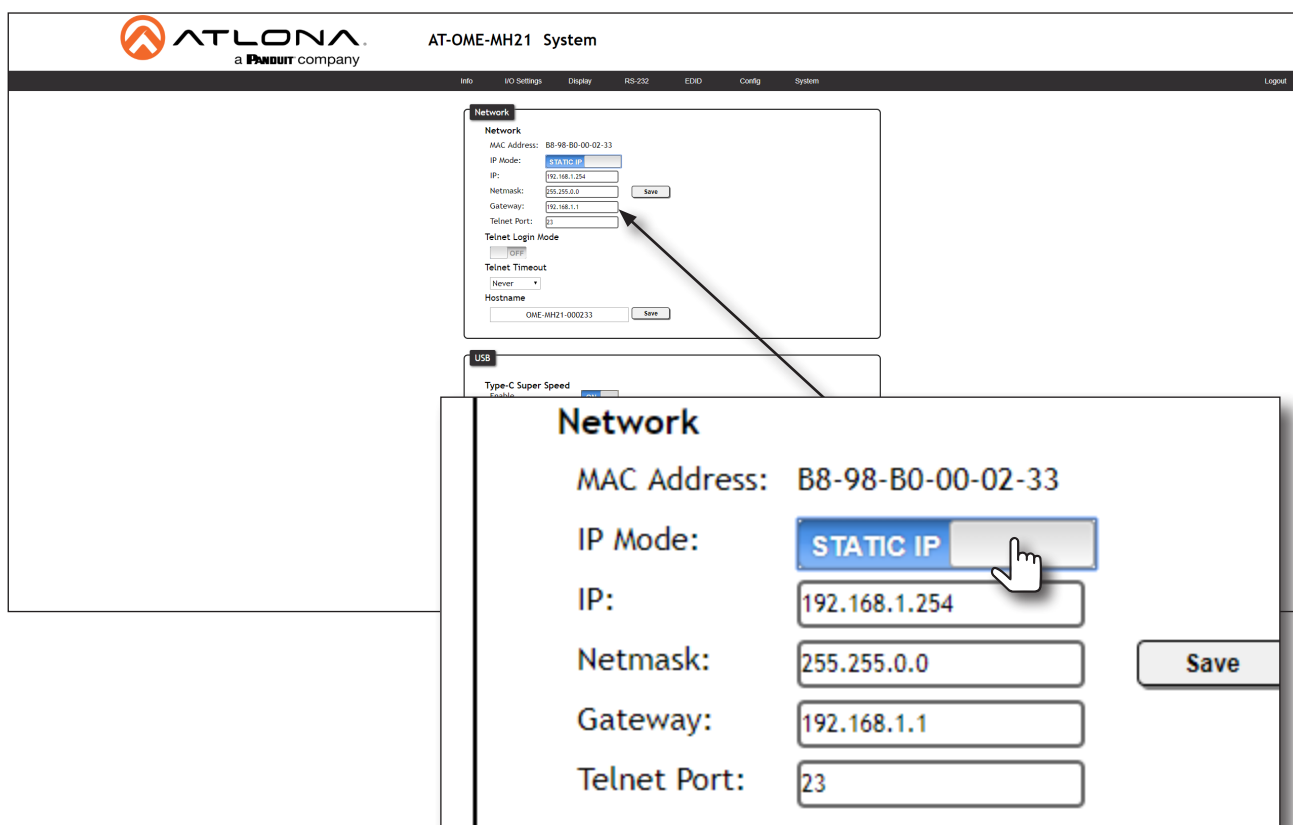 ATLONA.
a PANDUIT company
AT-OME-MH21 System
Info I/O Settings Display RS-232 EDID Config System Logout
Network
Network
MAC Address: B8-98-B0-00-02-33
IP Mode: STATIC IP
IP: 192.168.1.254
Netmask: 255.255.0.0 Save
Gateway: 192.168.1.1
Telnet Port: 23
Telnet Login Mode
OFF
Telnet Timeout
Never
Hostname
OME-MH21-000233 Save
USB
Type-C Super Speed
Enable ON
Network
MAC Address: B8-98-B0-00-02-33
IP Mode: STATIC IP
IP: 192.168.1.254
Netmask: 255.255.0.0 Save
Gateway: 192.168.1.1
Telnet Port: 23